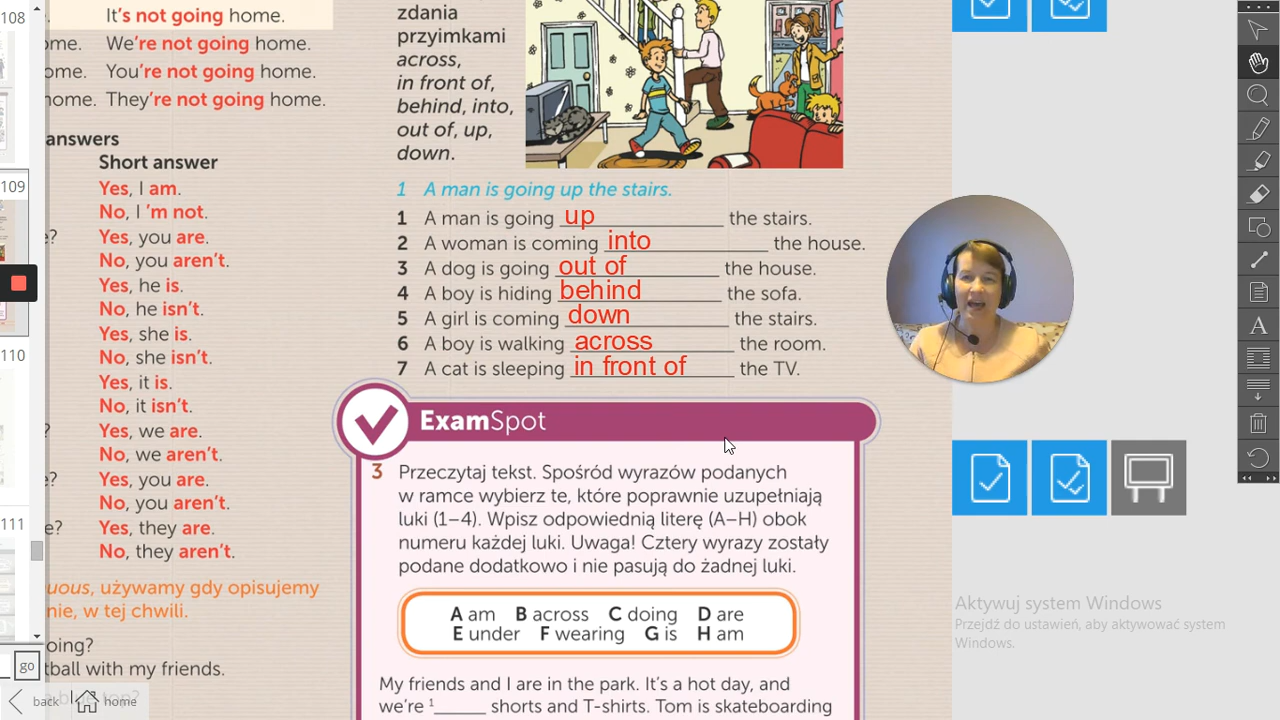 108
109
110
111
go
back
home
It's not going home.
ome. We're not going home.
ome. You're not going home.
home. They're not going home.
answers
Short answer
Yes, I am.
No, I 'm not.
? Yes, you are.
No, you aren't.
Yes, he is.
No, he isn't.
Yes, she is.
No, she isn't.
Yes, it is.
No, it isn't.
? Yes, we are.
No, we aren't.
e? Yes, you are.
No, you aren't.
e? Yes, they are.
No, they aren't.
uous, używamy gdy opisujemy
nie, w tej chwili.
oing?
tball with my friends.
zdania
przyimkami
across,
in front of,
behind, into,
out of, up,
down.
1 A man is going up the stairs.
1 A man is going up the stairs.
2 A woman is coming into the house.
3 A dog is going out of the house.
4 A boy is hiding behind the sofa.
5 A girl is coming down the stairs.
6 A boy is walking across the room.
7 A cat is sleeping in front of the TV.
ExamSpot
3 Przeczytaj tekst. Spośród wyrazów podanych
w ramce wybierz te, które poprawnie uzupełniają
luki (1–4). Wpisz odpowiednią literę (A–H) obok
numeru każdej luki. Uwaga! Cztery wyrazy zostały
podane dodatkowo i nie pasują do żadnej luki.
A am B across C doing D are
E under F wearing G is H am
My friends and I are in the park. It's a hot day, and
we're 1_____ shorts and T-shirts. Tom is skateboarding
Aktywuj system Windows
Przejdź do ustawień, aby aktywować system
Windows.